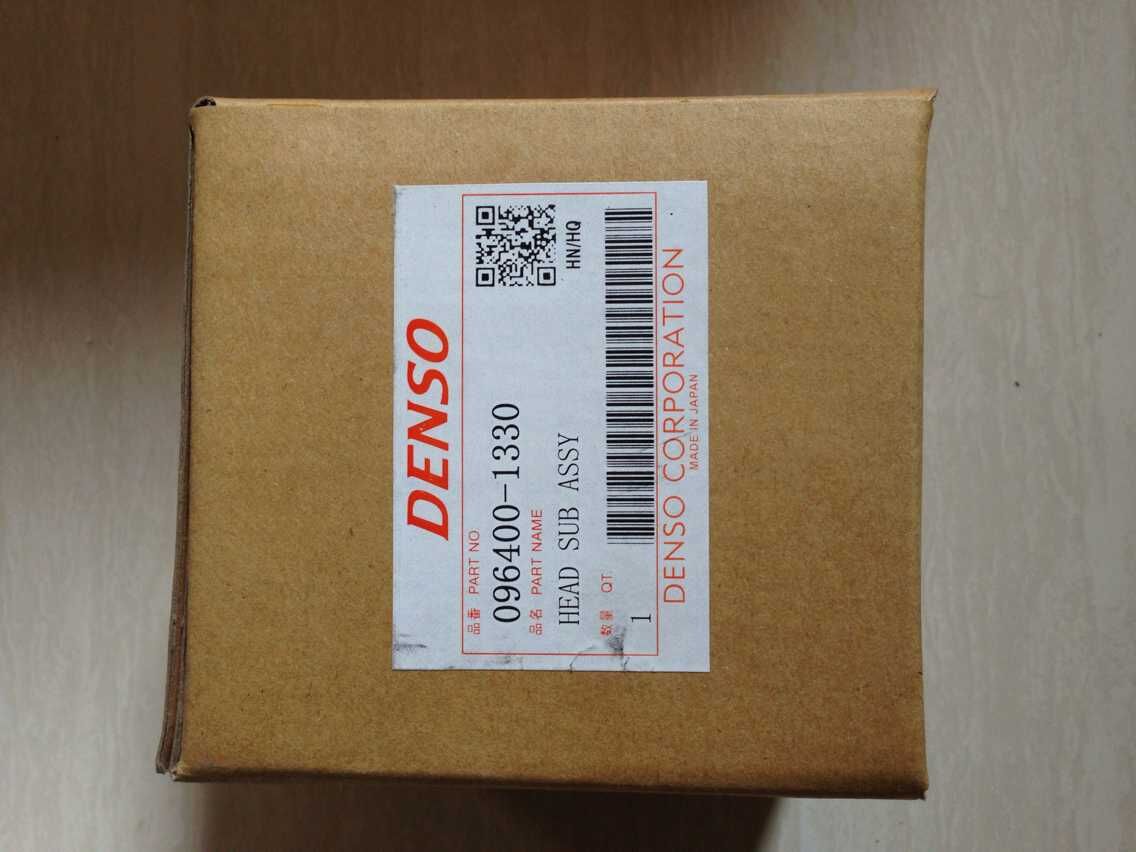 DENSO
品番 PART NO
096400-1330
品名 PART NAME
HEAD SUB ASSY
数量 QT
1
HN/HQ
DENSO CORPORATION
MADE IN JAPAN